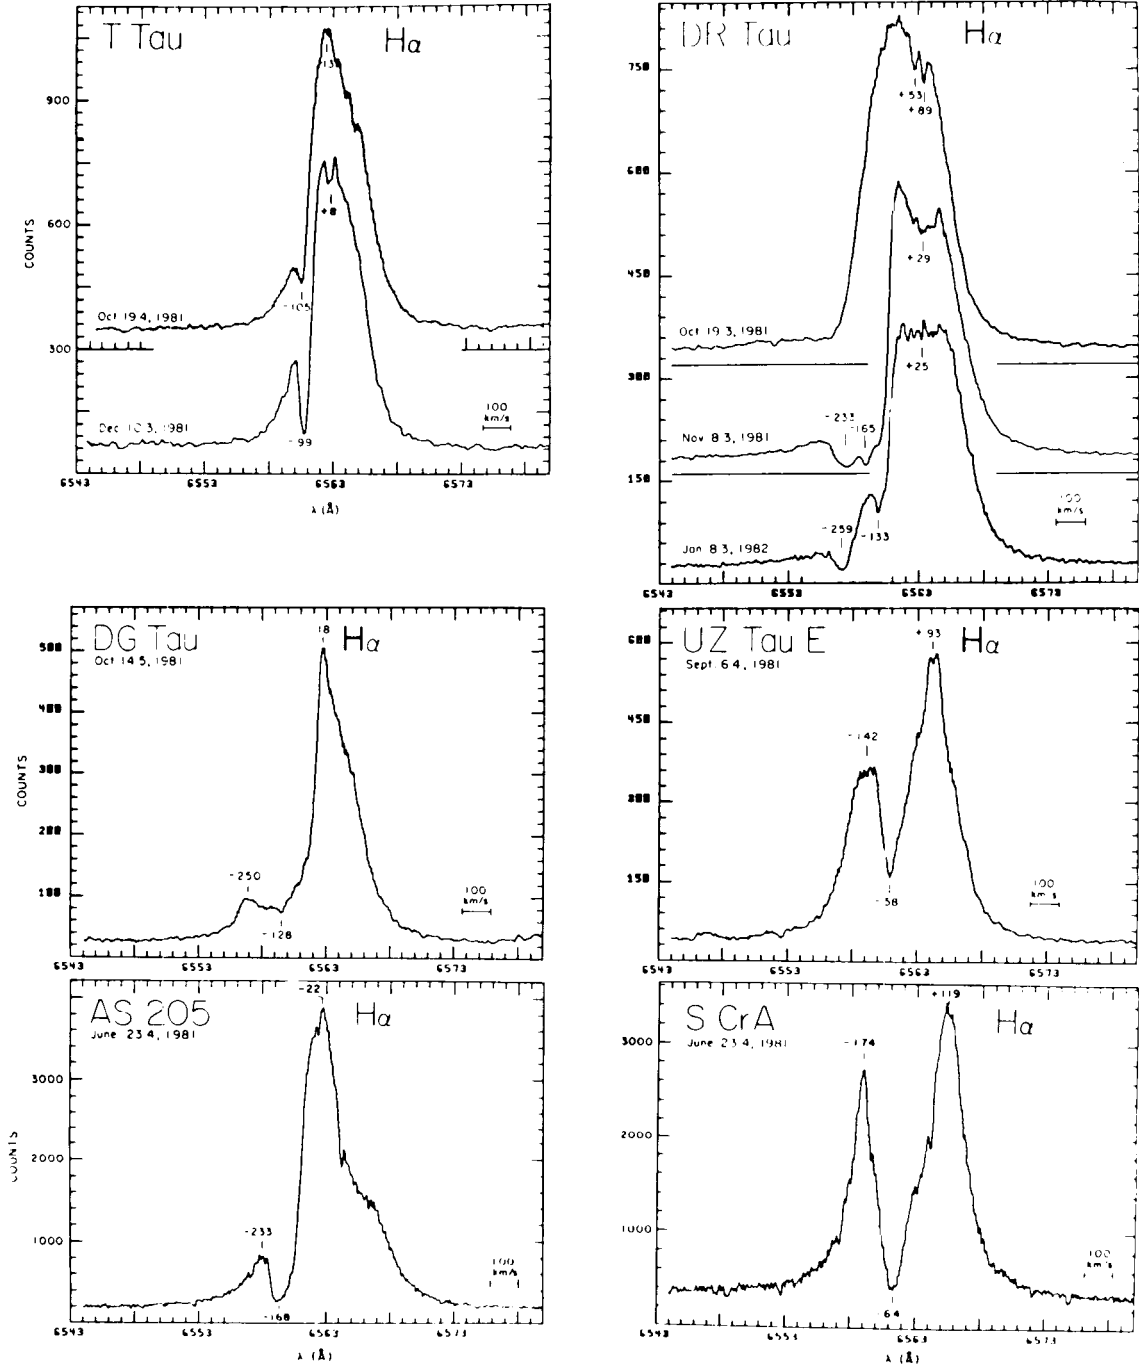 T Tau
Hα
-13
900
600
COUNTS
+8
-105
Oct 19.4, 1981
300
100
km/s
Dec 10.3, 1981
-99
6543
6553
6563
6573
λ (Å)
DR Tau
Hα
750
+53
+89
600
450
+29
Oct 19.3, 1981
+25
300
-233
-165
Nov 8.3, 1981
150
100
km/s
-259
-133
Jan 8.3, 1982
6543
6553
6563
6573
DG Tau
Oct 14.5, 1981
18
Hα
500
400
300
COUNTS
200
100
-250
-128
100
km/s
6543
6553
6563
6573
UZ Tau E
Sept. 6.4, 1981
+93
Hα
600
450
-142
300
150
-58
100
km/s
6543
6553
6563
6573
AS 205
June 23.4, 1981
-22
Hα
3000
COUNTS
2000
-233
1000
100
km/s
-168
6543
6553
6563
6573
λ (Å)
S CrA
June 23.4, 1981
+119
Hα
3000
-174
2000
1000
100
km/s
-64
6543
6553
6563
6573
λ (Å)